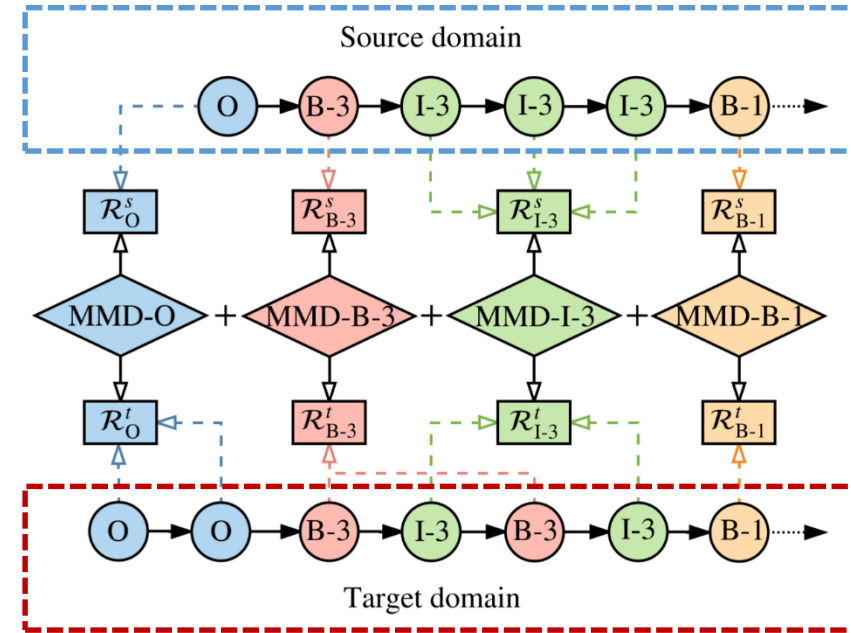 Source domain
O B-3 I-3 I-3 I-3 B-1
R^s_O R^s_B-3 R^s_I-3 R^s_B-1
MMD-O + MMD-B-3 + MMD-I-3 + MMD-B-1
R^t_O R^t_B-3 R^t_I-3 R^t_B-1
O O B-3 I-3 B-3 I-3 B-1
Target domain